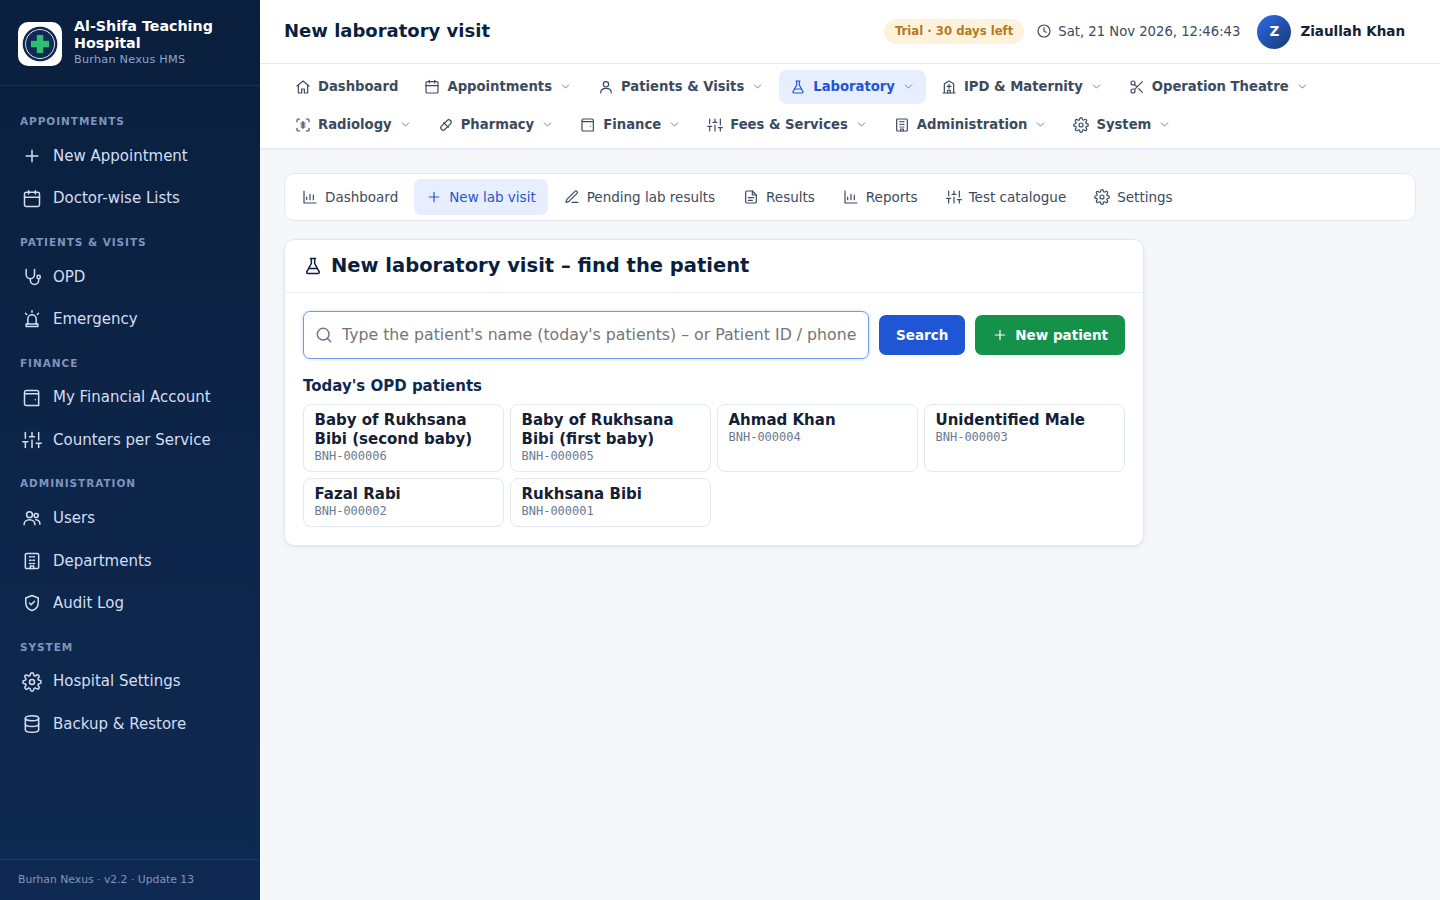 Al-Shifa Teaching
Hospital
Burhan Nexus HMS
New laboratory visit
Trial · 30 days left
Sat, 21 Nov 2026, 12:46:43
Z
Ziaullah Khan
Dashboard
Appointments
Patients & Visits
Laboratory
IPD & Maternity
Operation Theatre
Radiology
Pharmacy
Finance
Fees & Services
Administration
System
APPOINTMENTS
New Appointment
Doctor-wise Lists
PATIENTS & VISITS
OPD
Emergency
FINANCE
My Financial Account
Counters per Service
ADMINISTRATION
Users
Departments
Audit Log
SYSTEM
Hospital Settings
Backup & Restore
Burhan Nexus · v2.2 · Update 13
Dashboard
New lab visit
Pending lab results
Results
Reports
Test catalogue
Settings
New laboratory visit – find the patient
Type the patient's name (today's patients) – or Patient ID / phone
Search
New patient
Today's OPD patients
Baby of Rukhsana
Bibi (second baby)
BNH-000006
Baby of Rukhsana
Bibi (first baby)
BNH-000005
Ahmad Khan
BNH-000004
Unidentified Male
BNH-000003
Fazal Rabi
BNH-000002
Rukhsana Bibi
BNH-000001